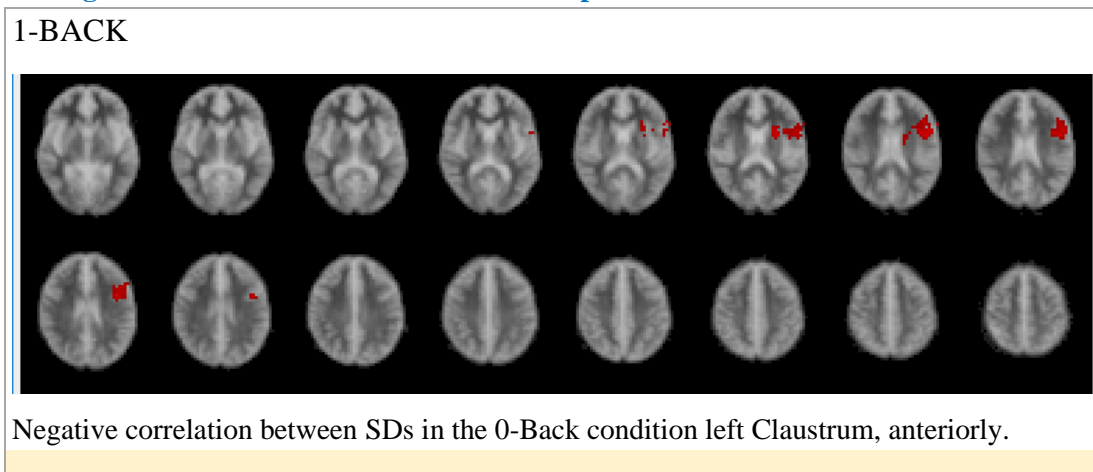 1-BACK
Negative correlation between SDs in the 0-Back condition left Claustrum, anteriorly.